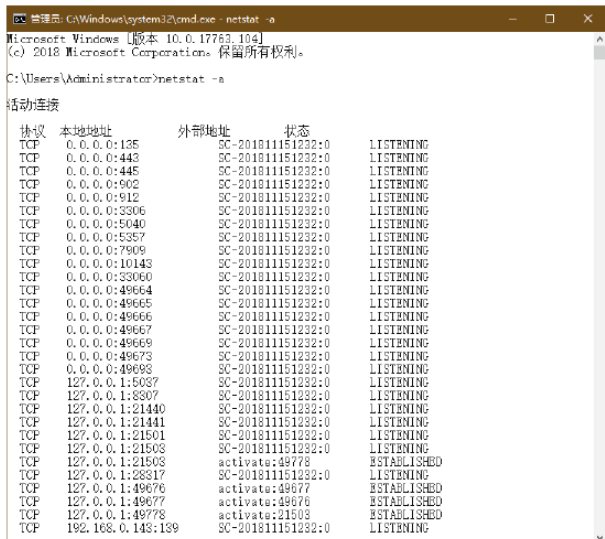 管理员: C:\Windows\system32\cmd.exe - netstat -a
Microsoft Windows [版本 10.0.17763.104]
(c) 2018 Microsoft Corporation。保留所有权利。
C:\Users\Administrator>netstat -a
活动连接
协议 本地地址 外部地址 状态
TCP 0.0.0.0:135 SC-201811151232:0 LISTENING
TCP 0.0.0.0:443 SC-201811151232:0 LISTENING
TCP 0.0.0.0:445 SC-201811151232:0 LISTENING
TCP 0.0.0.0:902 SC-201811151232:0 LISTENING
TCP 0.0.0.0:912 SC-201811151232:0 LISTENING
TCP 0.0.0.0:3306 SC-201811151232:0 LISTENING
TCP 0.0.0.0:5040 SC-201811151232:0 LISTENING
TCP 0.0.0.0:5357 SC-201811151232:0 LISTENING
TCP 0.0.0.0:7909 SC-201811151232:0 LISTENING
TCP 0.0.0.0:10143 SC-201811151232:0 LISTENING
TCP 0.0.0.0:33060 SC-201811151232:0 LISTENING
TCP 0.0.0.0:49664 SC-201811151232:0 LISTENING
TCP 0.0.0.0:49665 SC-201811151232:0 LISTENING
TCP 0.0.0.0:49666 SC-201811151232:0 LISTENING
TCP 0.0.0.0:49667 SC-201811151232:0 LISTENING
TCP 0.0.0.0:49669 SC-201811151232:0 LISTENING
TCP 0.0.0.0:49673 SC-201811151232:0 LISTENING
TCP 0.0.0.0:49693 SC-201811151232:0 LISTENING
TCP 127.0.0.1:5037 SC-201811151232:0 LISTENING
TCP 127.0.0.1:8307 SC-201811151232:0 LISTENING
TCP 127.0.0.1:21440 SC-201811151232:0 LISTENING
TCP 127.0.0.1:21441 SC-201811151232:0 LISTENING
TCP 127.0.0.1:21501 SC-201811151232:0 LISTENING
TCP 127.0.0.1:21503 SC-201811151232:0 LISTENING
TCP 127.0.0.1:21503 activate:49778 ESTABLISHED
TCP 127.0.0.1:28317 SC-201811151232:0 LISTENING
TCP 127.0.0.1:49676 activate:49677 ESTABLISHED
TCP 127.0.0.1:49677 activate:49676 ESTABLISHED
TCP 127.0.0.1:49778 activate:21503 ESTABLISHED
TCP 192.168.0.143:139 SC-201811151232:0 LISTENING